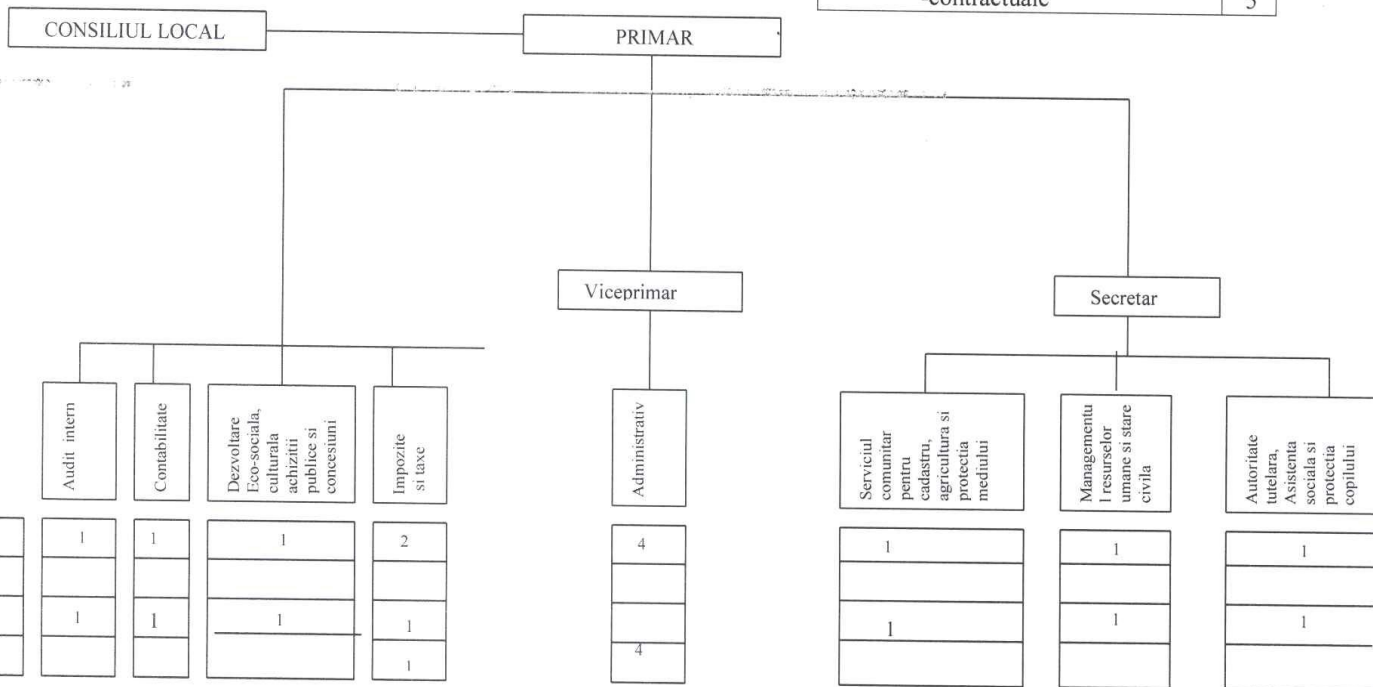 -contractuale 5
CONSILIUL LOCAL
PRIMAR
Viceprimar
Secretar
Audit intern
Contabilitate
Dezvoltare
Eco-sociala,
culturala
achizitii
publice si
concesiuni
Impozite
si taxe
Administrativ
Serviciul
comunitar
pentru
cadastru,
agricultura si
protectia
mediului
Managementu
l resurselor
umane si stare
civila
Autoritate
tutelara,
Asistenta
sociala si
protectia
copilului
1 1 1 2 4 1 1 1
1 1 1 1 1 1 1
1 4